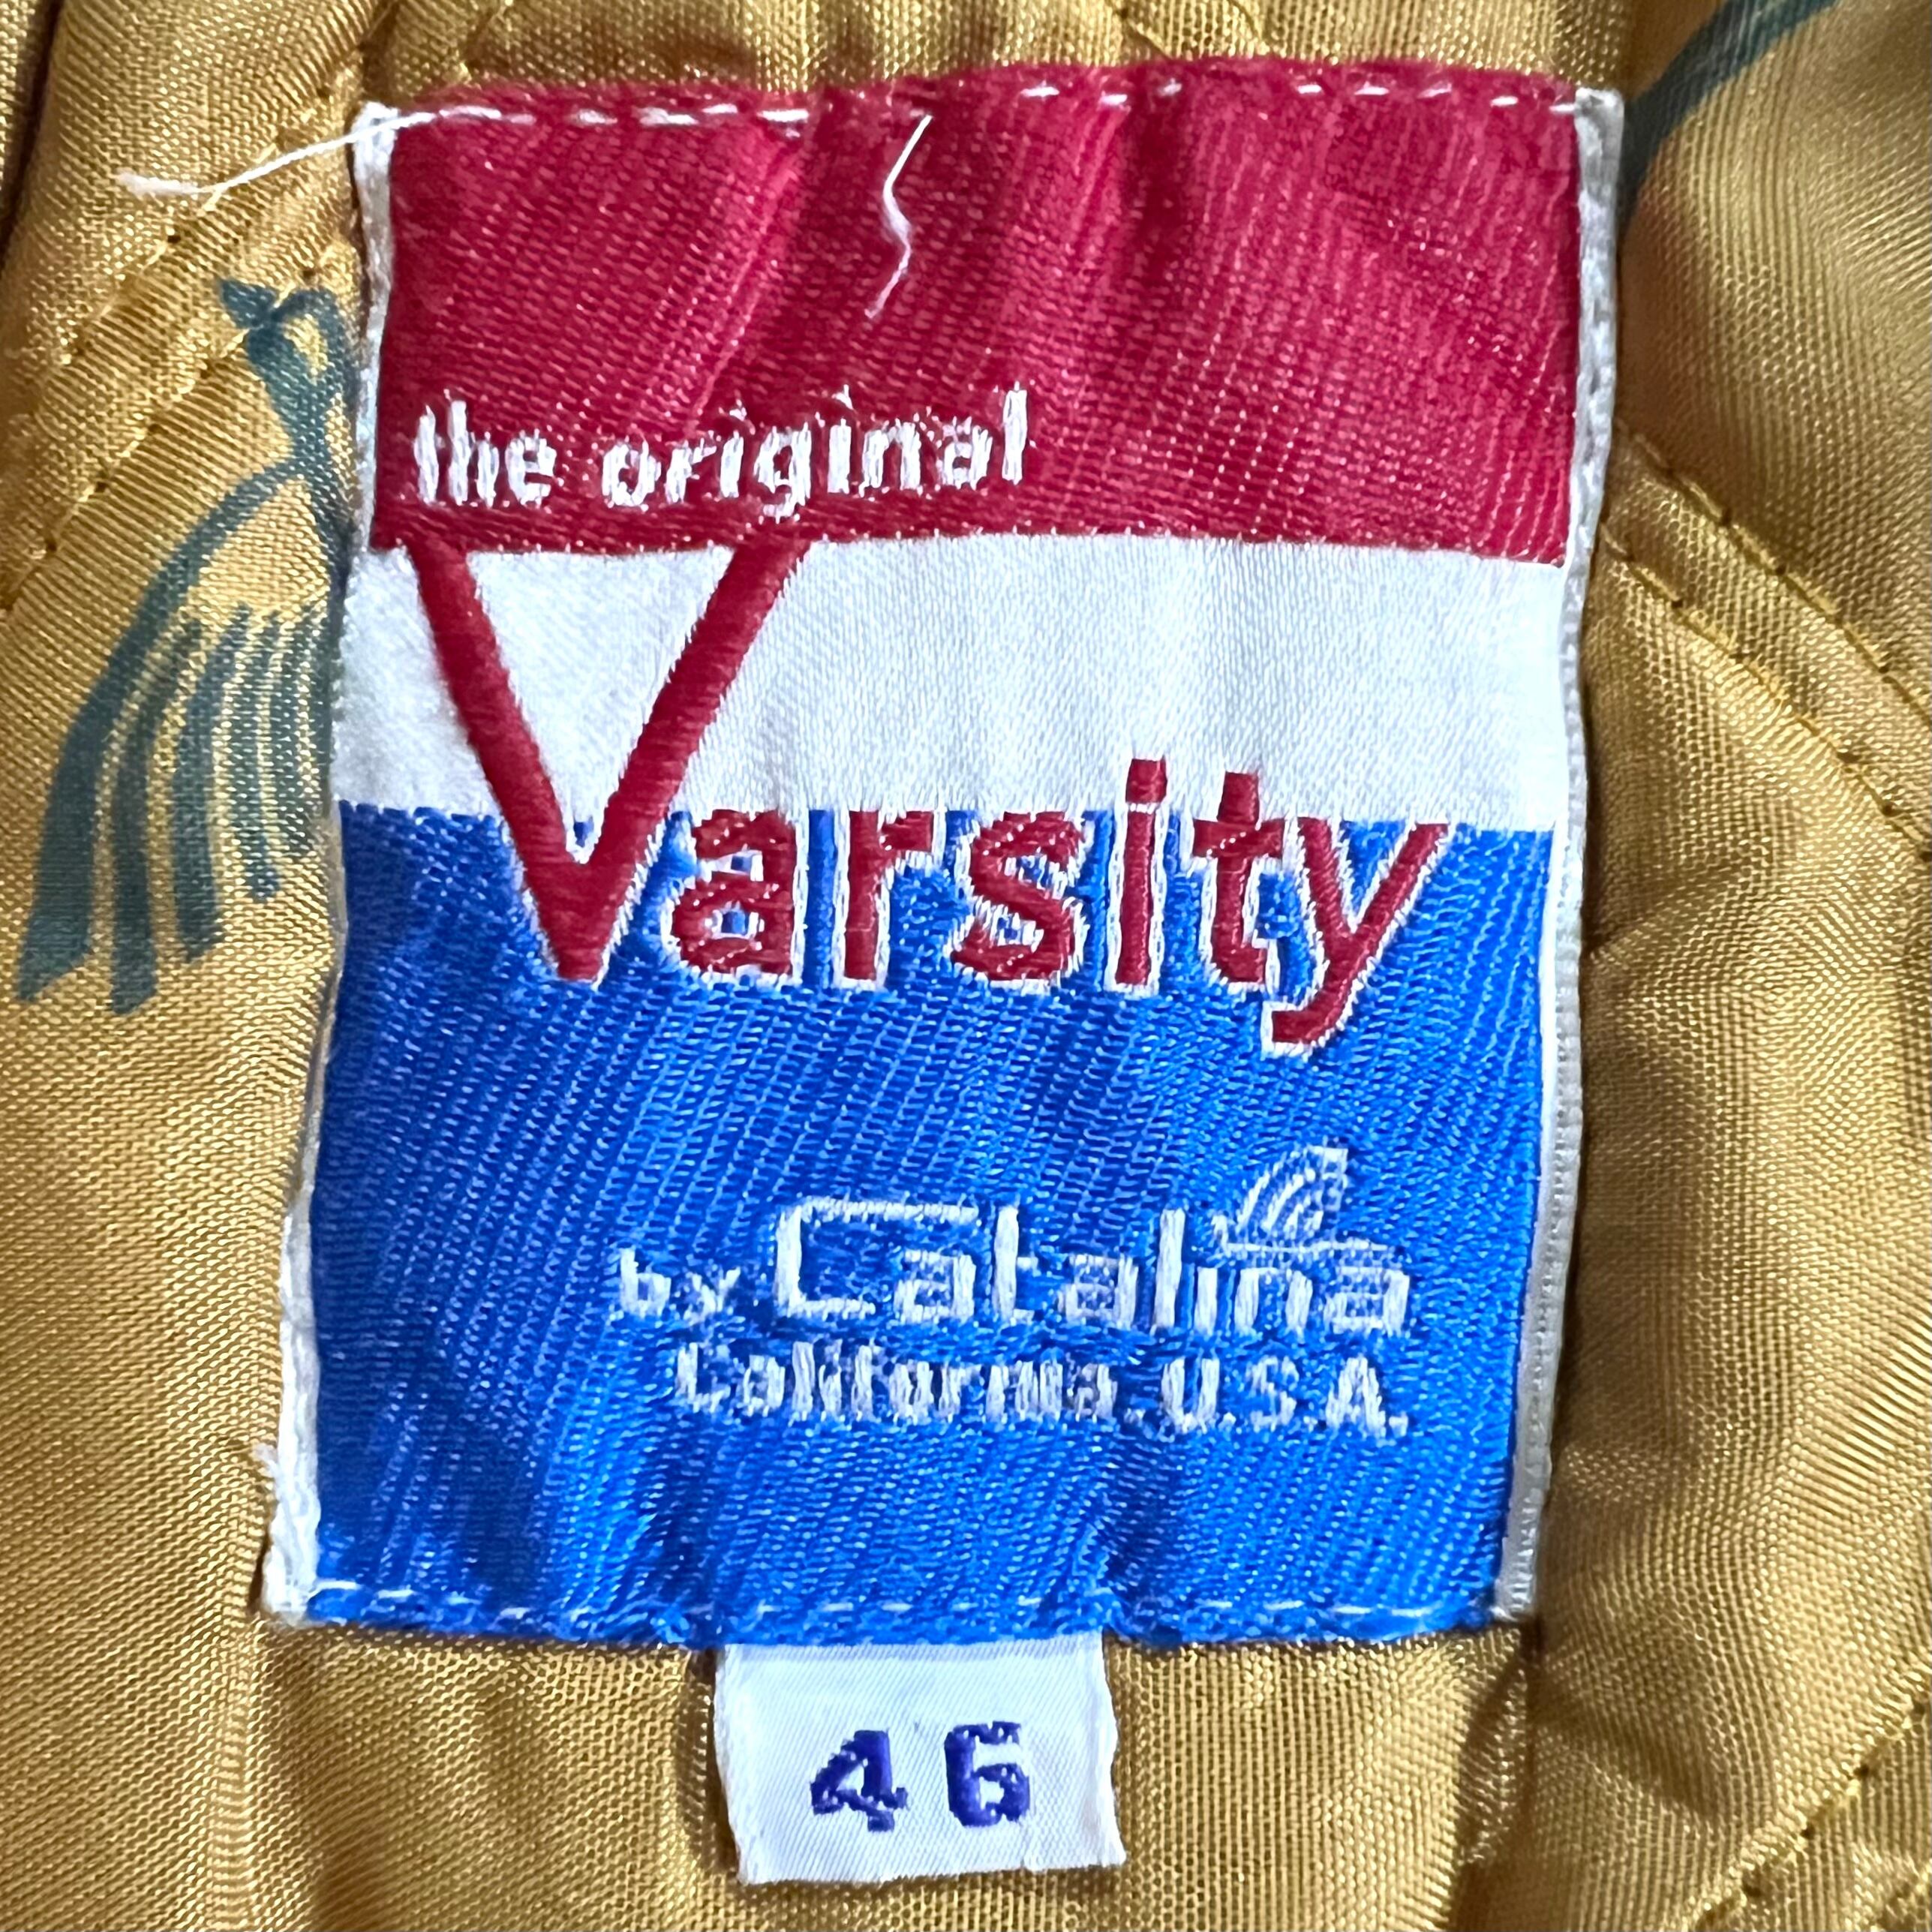 the original
Varsity
by Catalina
California, U.S.A.
46